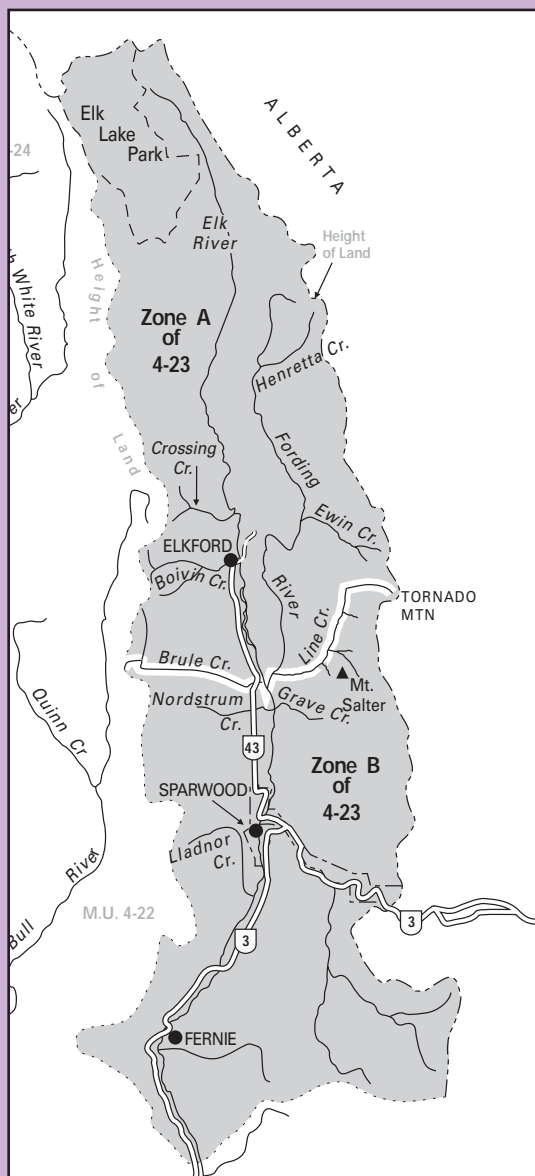 ALBERTA
Elk
Lake
Park
-24
Elk
River
Height
of Land
h White River
Height of Land
Zone A
of
4-23
Henretta Cr.
er
Crossing
Cr.
Fording
River
Ewin Cr.
ELKFORD
Boivin Cr.
TORNADO
MTN
Line Cr.
Brule Cr.
Mt.
Salter
Nordstrum
Cr.
Grave Cr.
Quinn Cr
43
Zone B
of
4-23
SPARWOOD
Lladnor
Cr.
Bull River
M.U. 4-22
3
3
FERNIE